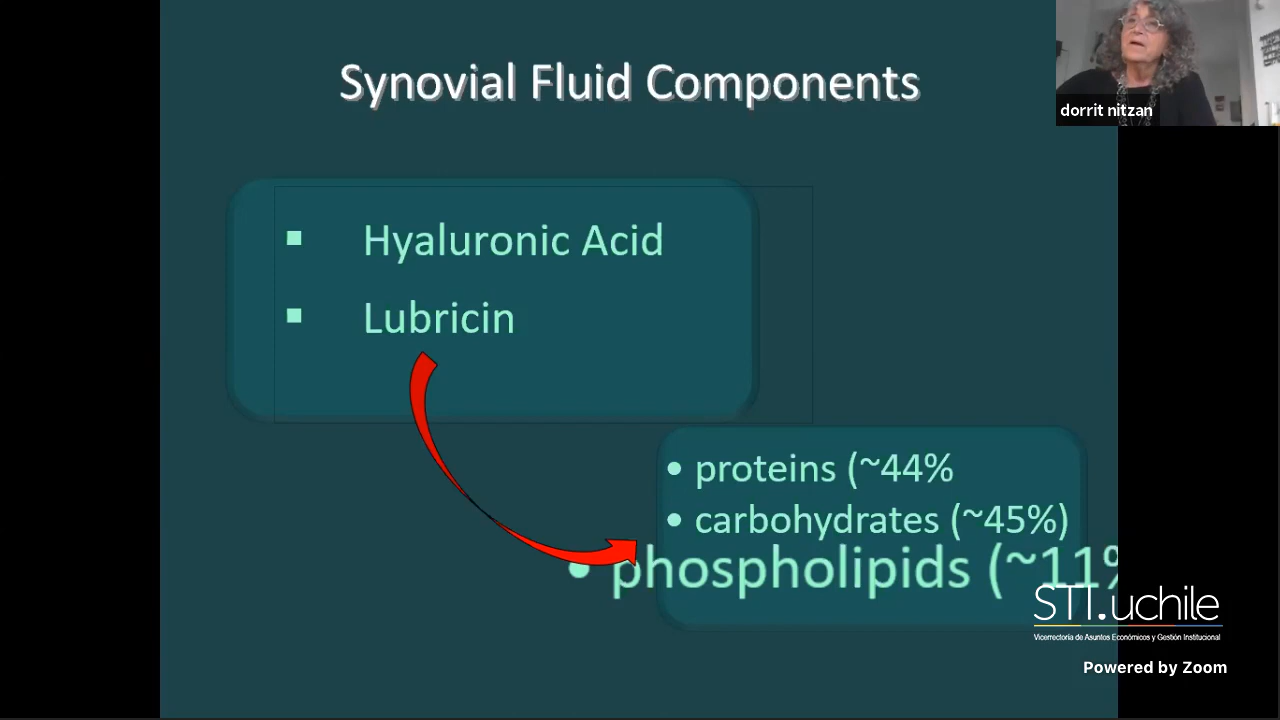 Synovial Fluid Components
dorrit nitzan
▪ Hyaluronic Acid
▪ Lubricin
• proteins (~44%
• carbohydrates (~45%)
• phospholipids (~11%
STT.uchile
Vicerrectoría de Asuntos Económicos y Gestión Institucional
Powered by Zoom